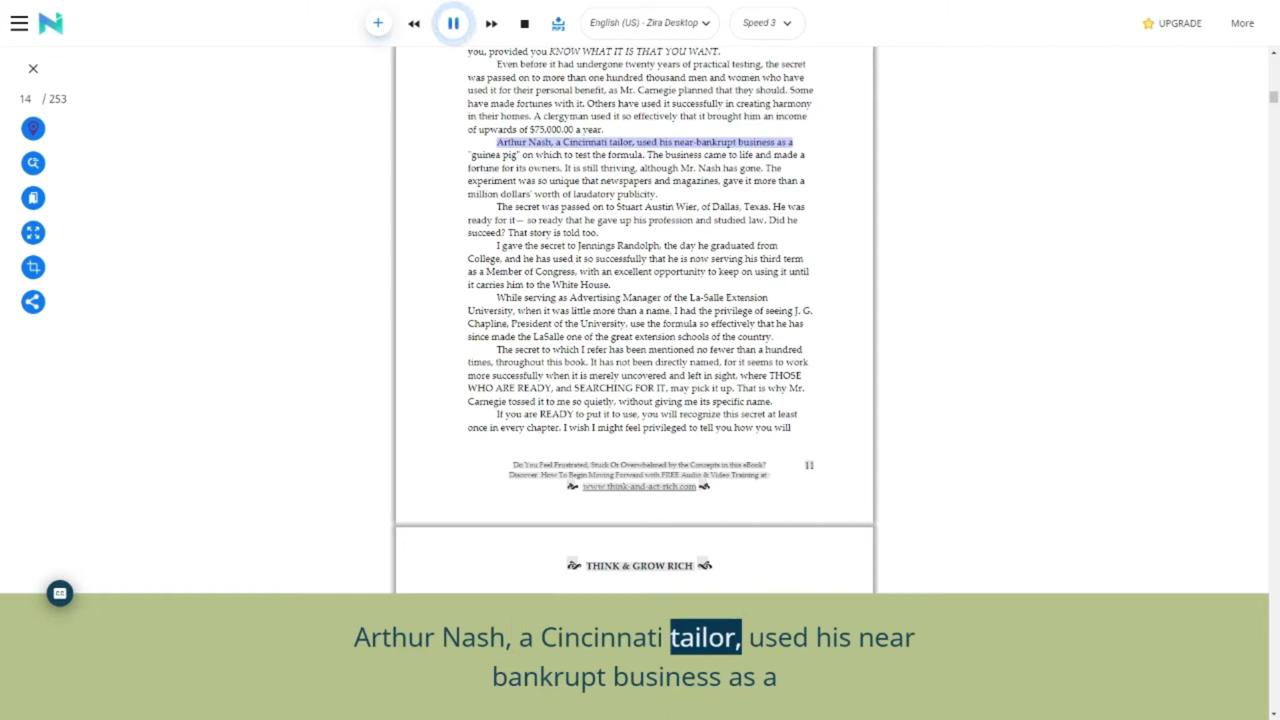 English (US) - Zira Desktop
Speed 3
UPGRADE
More
MP3
14 / 253
you, provided you KNOW WHAT IT IS THAT YOU WANT.
Even before it had undergone twenty years of practical testing, the secret
was passed on to more than one hundred thousand men and women who have
used it for their personal benefit, as Mr. Carnegie planned that they should. Some
have made fortunes with it. Others have used it successfully in creating harmony
in their homes. A clergyman used it so effectively that it brought him an income
of upwards of $75,000.00 a year.
Arthur Nash, a Cincinnati tailor, used his near-bankrupt business as a
"guinea pig" on which to test the formula. The business came to life and made a
fortune for its owners. It is still thriving, although Mr. Nash has gone. The
experiment was so unique that newspapers and magazines, gave it more than a
million dollars' worth of laudatory publicity.
The secret was passed on to Stuart Austin Wier, of Dallas, Texas. He was
ready for it— so ready that he gave up his profession and studied law. Did he
succeed? That story is told too.
I gave the secret to Jennings Randolph, the day he graduated from
College, and he has used it so successfully that he is now serving his third term
as a Member of Congress, with an excellent opportunity to keep on using it until
it carries him to the White House.
While serving as Advertising Manager of the La-Salle Extension
University, when it was little more than a name, I had the privilege of seeing J. G.
Chapline, President of the University, use the formula so effectively that he has
since made the LaSalle one of the great extension schools of the country.
The secret to which I refer has been mentioned no fewer than a hundred
times, throughout this book. It has not been directly named, for it seems to work
more successfully when it is merely uncovered and left in sight, where THOSE
WHO ARE READY, and SEARCHING FOR IT, may pick it up. That is why Mr.
Carnegie tossed it to me so quietly, without giving me its specific name.
If you are READY to put it to use, you will recognize this secret at least
once in every chapter. I wish I might feel privileged to tell you how you will
Do You Feel Frustrated, Stuck Or Overwhelmed by the Concepts in this eBook?
11
Discover How To Begin Moving Forward with FREE Audio & Video Training at:
www.think-and-act-rich.com
THINK & GROW RICH
CC
Arthur Nash, a Cincinnati tailor, used his near
bankrupt business as a